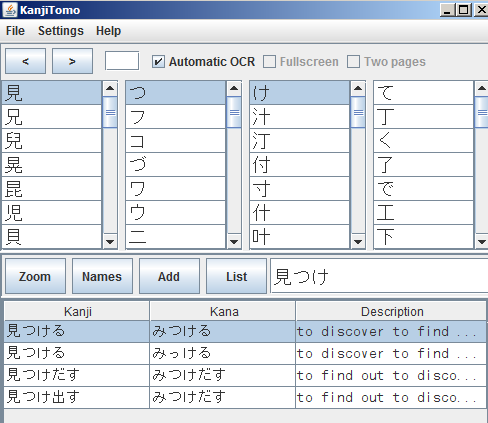 KanjiTomo
File Settings Help
< > Automatic OCR Fullscreen Two pages
見 つ け て
兄 フ 汁 丁
兒 コ 汀 く
晃 づ 付 了
昆 ワ 寸 で
児 ウ 什 工
貝 二 叶 下
Zoom Names Add List 見つけ
Kanji Kana Description
見つける みつける to discover to find ...
見つける みっける to discover to find ...
見つけだす みつけだす to find out to disco...
見つけ出す みつけだす to find out to disco...